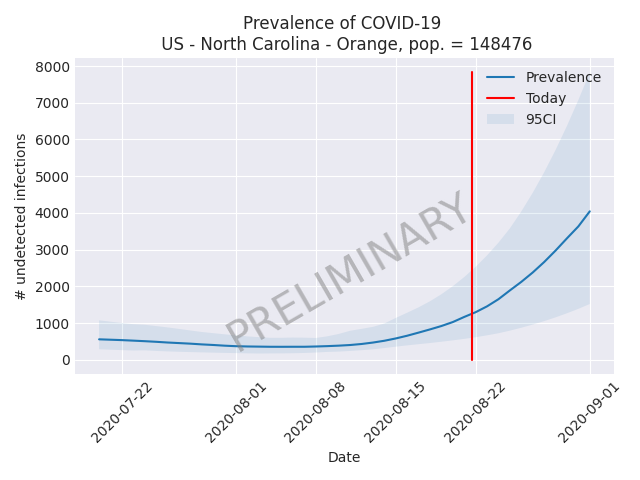 Prevalence of COVID-19
US - North Carolina - Orange, pop. = 148476
8000
7000
6000
5000
4000
3000
2000
1000
0
# undetected infections
Prevalence
Today
95CI
PRELIMINARY
2020-07-22
2020-08-01
2020-08-08
2020-08-15
2020-08-22
2020-09-01
Date